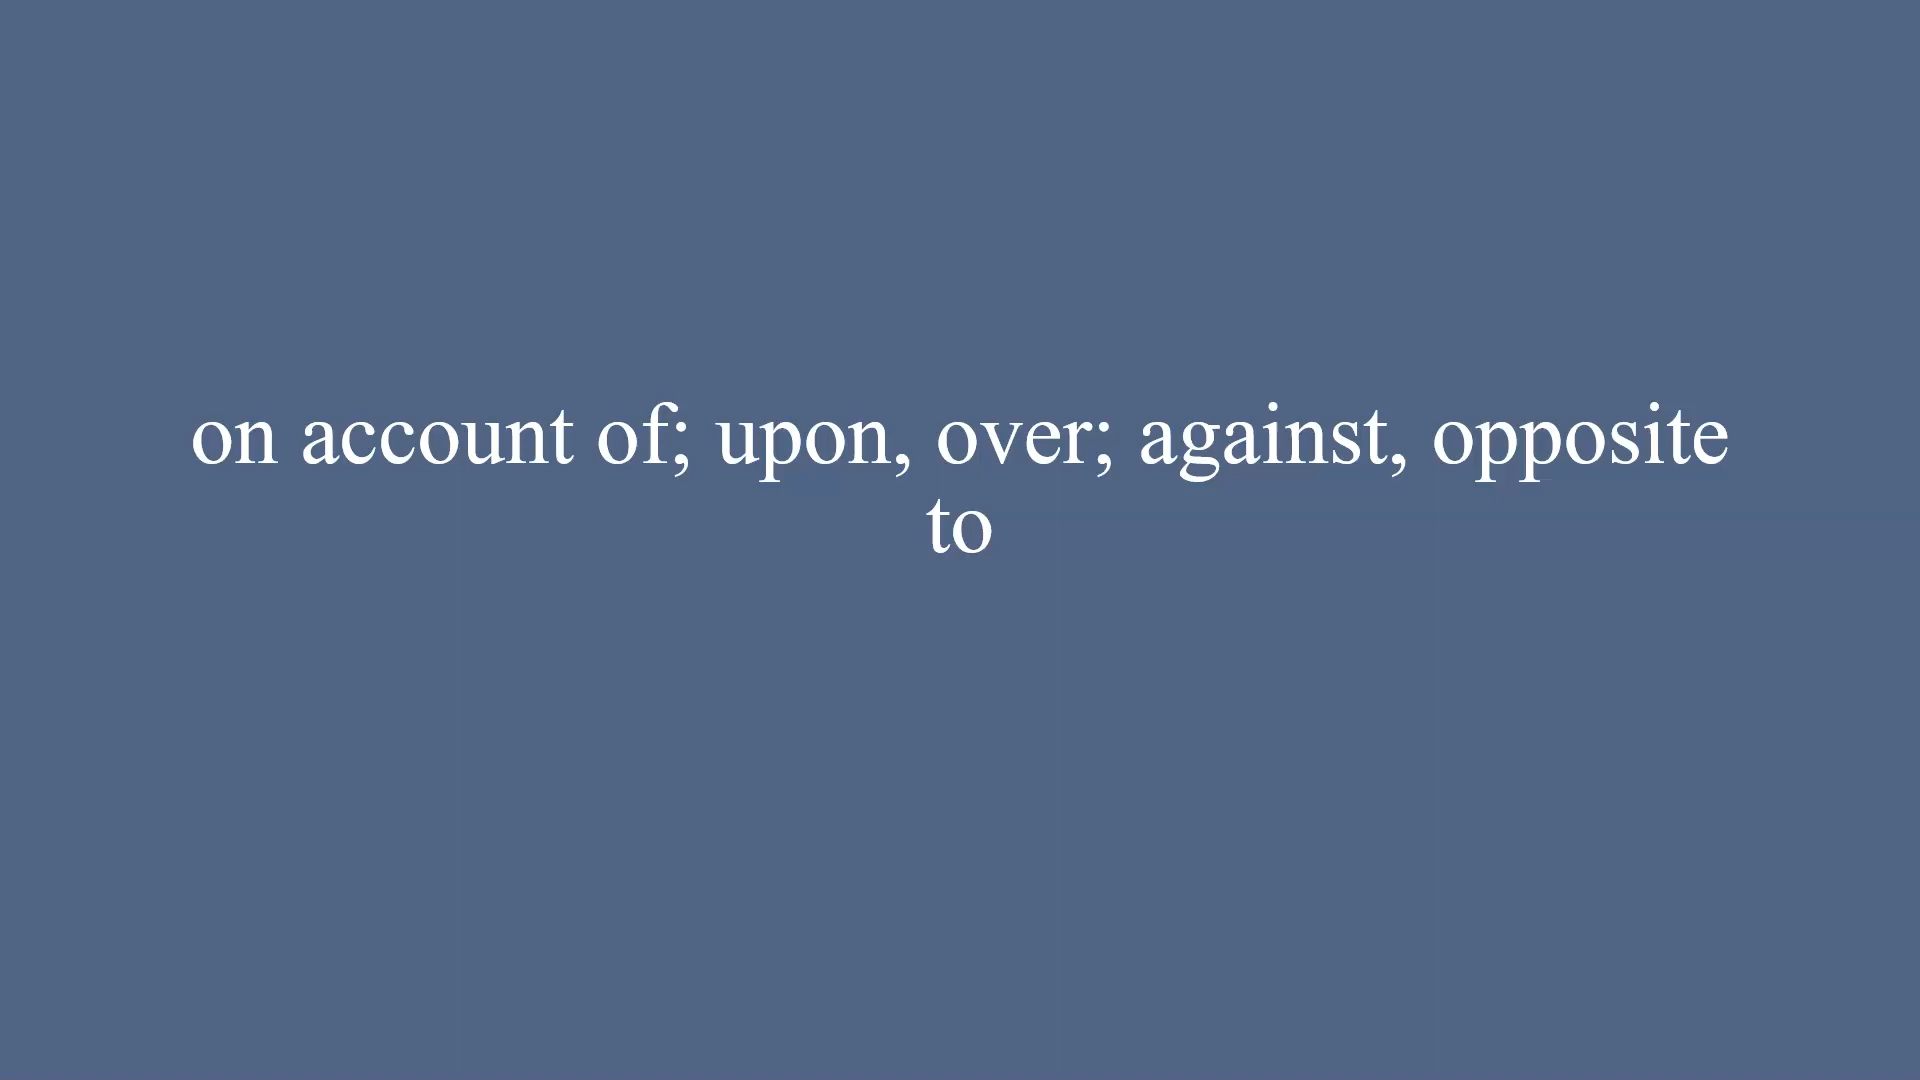 on account of; upon, over; against, opposite
to